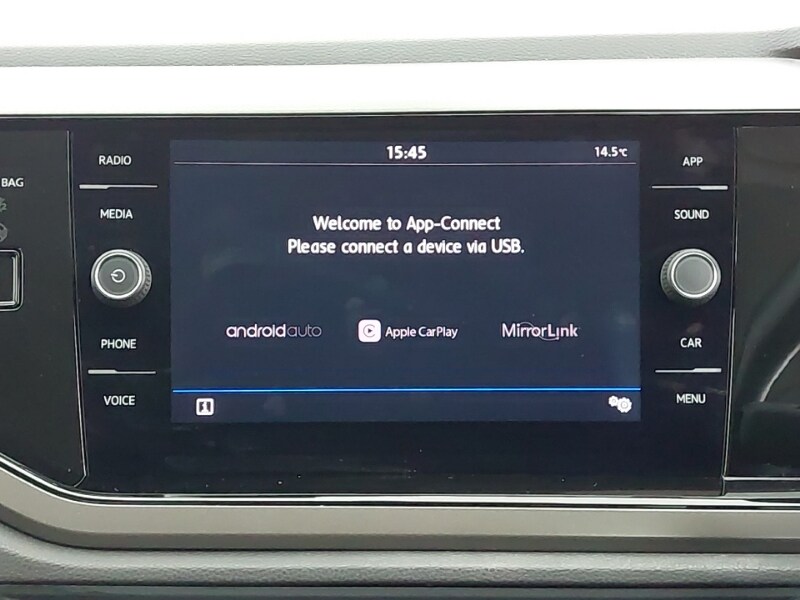 RADIO
MEDIA
PHONE
VOICE
BAG
15:45
14.5°C
Welcome to App-Connect
Please connect a device via USB.
androidauto
Apple CarPlay
MirrorLink
APP
SOUND
CAR
MENU